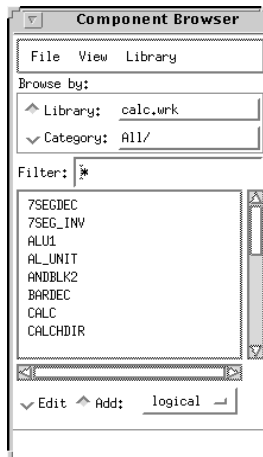 Component Browser
File View Library
Browse by:
Library: calc.wrk
Category: All/
Filter: *
7SEGDEC
7SEG_INV
ALU1
AL_UNIT
ANDBLK2
BARDEC
CALC
CALCHDIR
Edit Add: logical